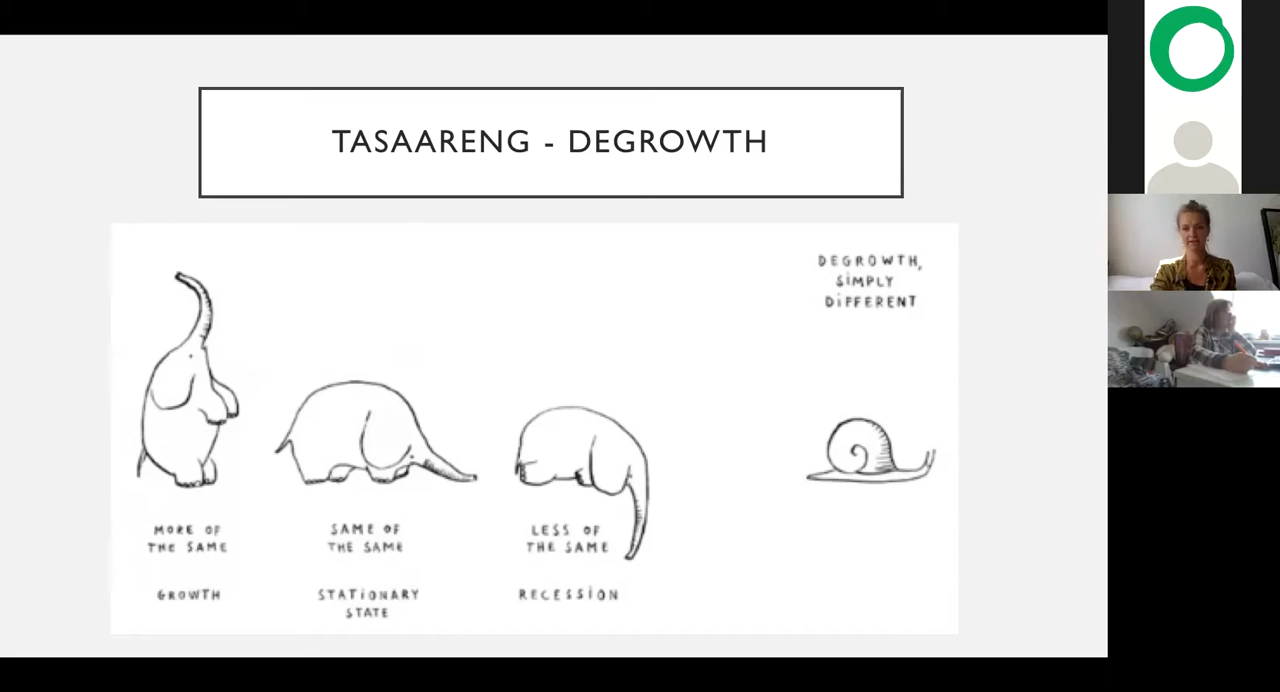 TASAARENG - DEGROWTH
DEGROWTH,
SiMPLY
DiFFERENT
MORE OF
THE SAME
GROWTH
SAME OF
THE SAME
STATiONARY
STATE
LESS OF
THE SAME
RECESSiON